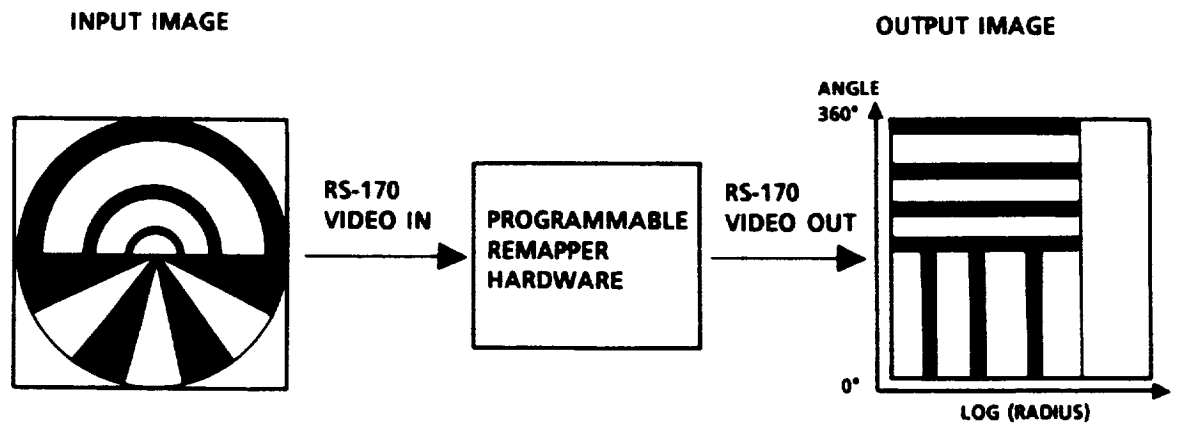 INPUT IMAGE
OUTPUT IMAGE
RS-170
VIDEO IN
PROGRAMMABLE
REMAPPER
HARDWARE
RS-170
VIDEO OUT
ANGLE
360°
0°
LOG (RADIUS)